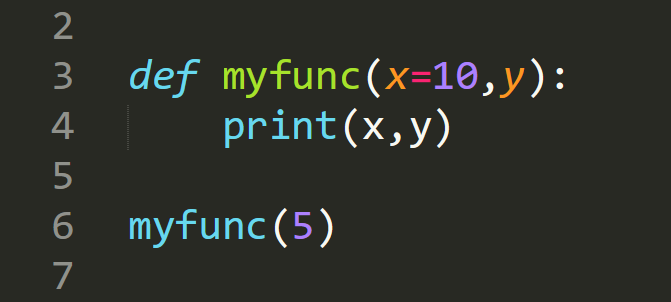 2
3 def myfunc(x=10,y):
4     print(x,y)
5
6 myfunc(5)
7